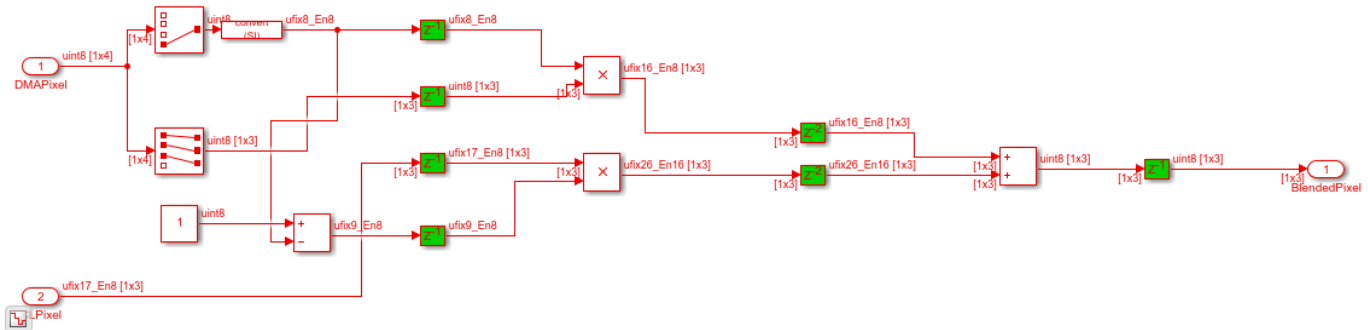 uint8
convert
(SI)
ufix8_En8
Z-1
ufix8_En8
[1x4]
uint8 [1x4]
1
DMAPixel
×
ufix16_En8 [1x3]
[1x3]
Z-1
uint8 [1x3]
[1x3]
Z-2
ufix16_En8 [1x3]
[1x3]
uint8 [1x3]
[1x4]
Z-1
ufix17_En8 [1x3]
[1x3]
[1x3]
×
ufix26_En16 [1x3]
[1x3]
Z-2
ufix26_En16 [1x3]
+
+
[1x3]
[1x3]
uint8 [1x3]
[1x3]
Z-1
uint8 [1x3]
[1x3]
1
BlendedPixel
1
uint8
+
−
ufix9_En8
Z-1
ufix9_En8
ufix17_En8 [1x3]
2
LPixel